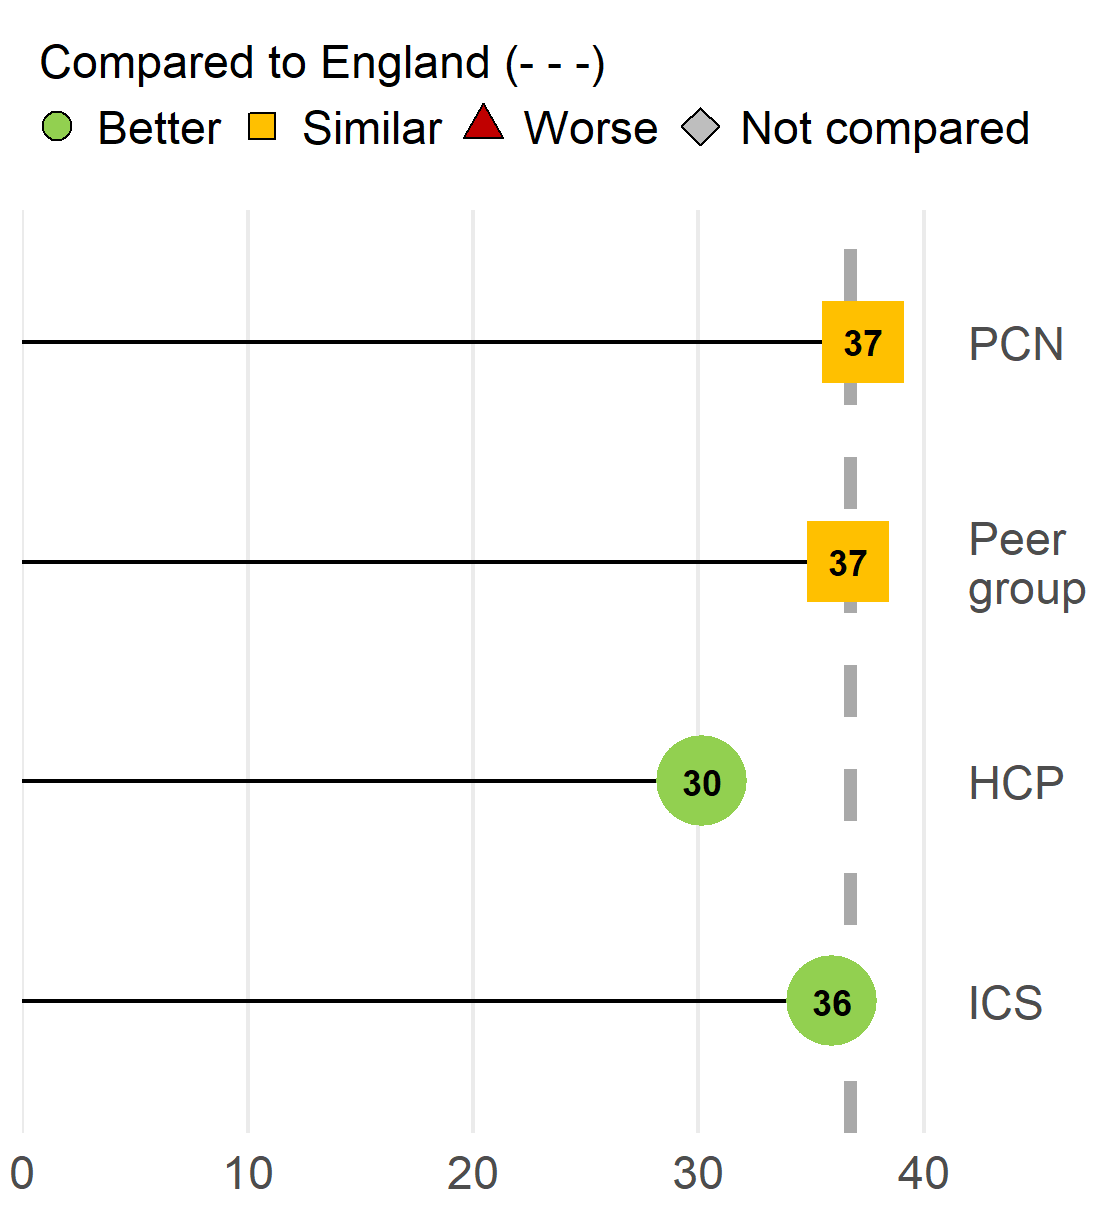 Compared to England (- - -)
Better Similar Worse Not compared
37 PCN
37 Peer
group
30 HCP
36 ICS
0 10 20 30 40